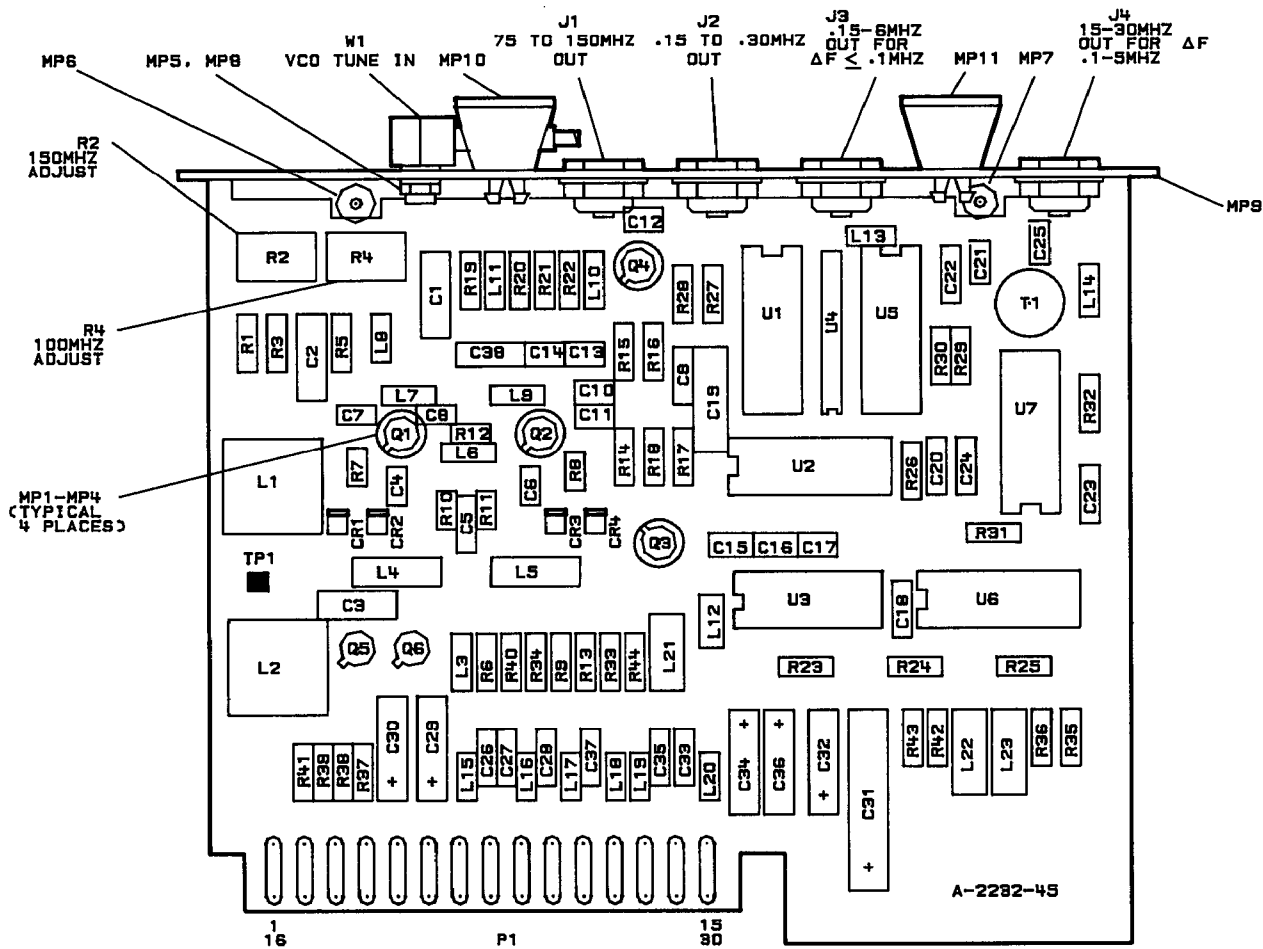 J1
75 TO 150MHZ
OUT
J2
.15 TO .30MHZ
OUT
J3
.15-6MHZ
OUT FOR
ΔF ≤ .1MHZ
J4
15-30MHZ
OUT FOR ΔF
.1-5MHZ
W1
VCO TUNE IN
MP6
MP5, MP8
MP10
MP11
MP7
R2
150MHZ
ADJUST
MP9
C12
R2
R4
C1
R19
L11
R20
R21
R22
L10
Q4
R28
R27
U1
U4
L13
U5
C22
C21
C25
T1
L14
R4
100MHZ
ADJUST
R1
R3
C2
R5
L8
C38
C14
C13
R15
R16
C9
C19
R30
R29
U7
R32
L7
L9
C10
C11
C7
C8
Q1
R12
L6
Q2
R14
R18
R17
U2
R26
C20
C24
C23
L1
R7
C4
C6
R8
MP1-MP4
(TYPICAL
4 PLACES)
CR1
CR2
R10
C5
R11
CR3
CR4
Q3
C15
C16
C17
R31
TP1
L4
L5
C3
U3
C18
U6
L2
Q5
Q6
L3
R6
R40
R34
R9
R13
R33
R44
L21
L12
R23
R24
R25
R41
R39
R38
R37
C30
+
C29
+
L15
C26
C27
L16
C28
L17
C37
L18
L19
C35
C33
L20
C34
+
C36
+
C32
+
C31
+
R43
R42
L22
L23
R36
R35
A-2282-45
1
16
P1
15
30